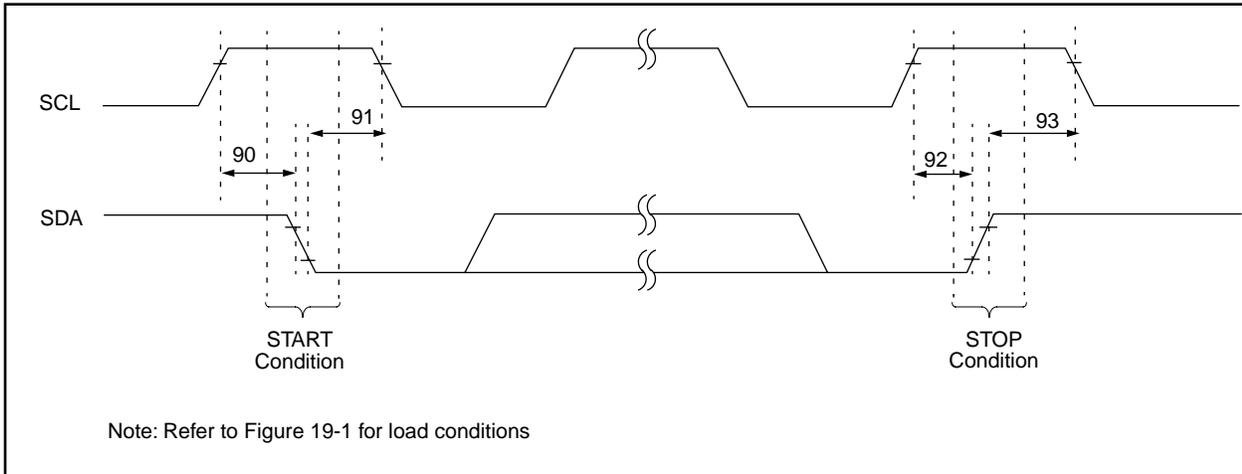 SCL
91
93
90
92
SDA
START
Condition
STOP
Condition
Note: Refer to Figure 19-1 for load conditions